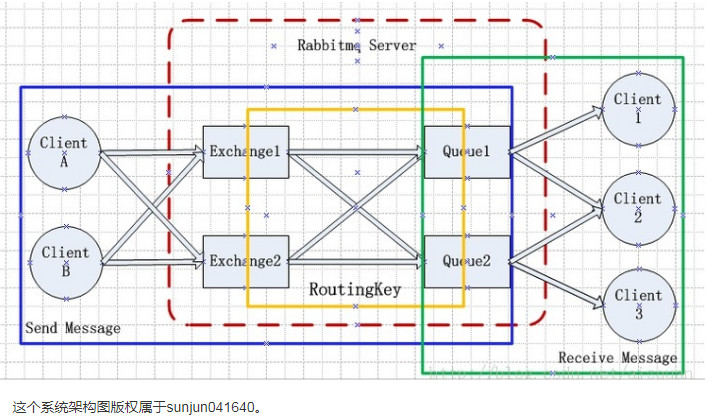 Rabbitmq Server
Client
A
Client
B
Exchange1
Exchange2
Queue1
Queue2
Client
1
Client
2
Client
3
RoutingKey
Send Message
Receive Message
这个系统架构图版权属于sunjun041640。